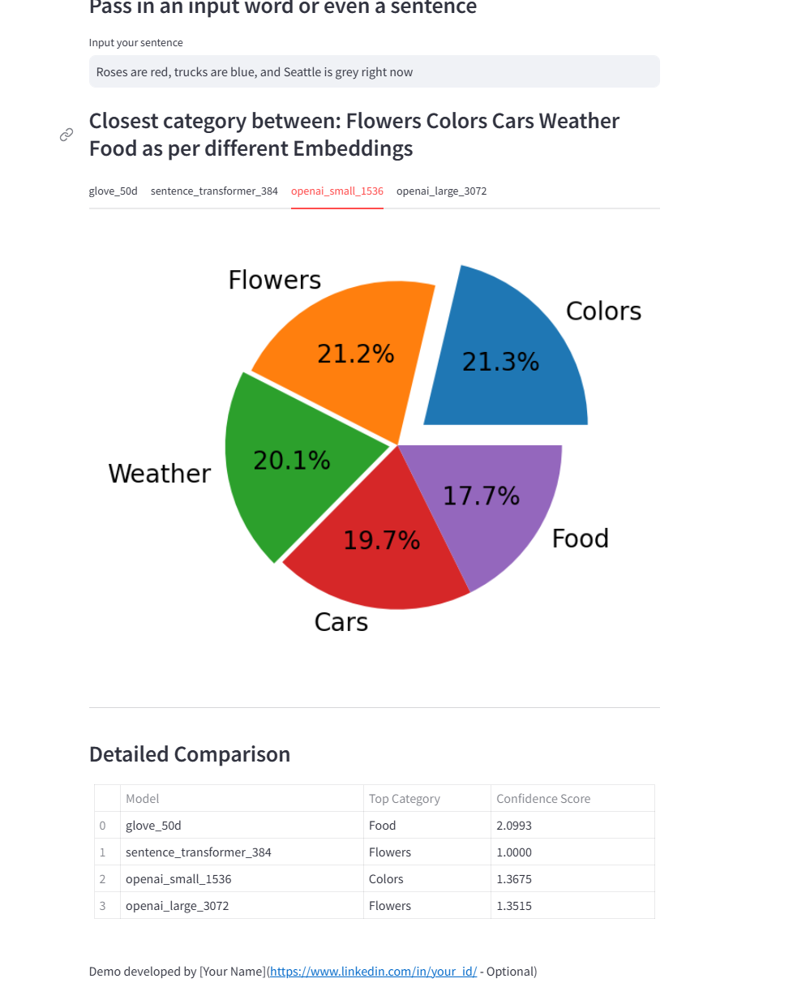 Pass in an input word or even a sentence
Input your sentence
Roses are red, trucks are blue, and Seattle is grey right now
Closest category between: Flowers Colors Cars Weather
Food as per different Embeddings
glove_50d sentence_transformer_384 openai_small_1536 openai_large_3072
Flowers
Colors
21.2%
21.3%
20.1%
Weather
17.7%
19.7%
Food
Cars
Detailed Comparison
Model Top Category Confidence Score
0 glove_50d Food 2.0993
1 sentence_transformer_384 Flowers 1.0000
2 openai_small_1536 Colors 1.3675
3 openai_large_3072 Flowers 1.3515
Demo developed by [Your Name](https://www.linkedin.com/in/your_id/ - Optional)